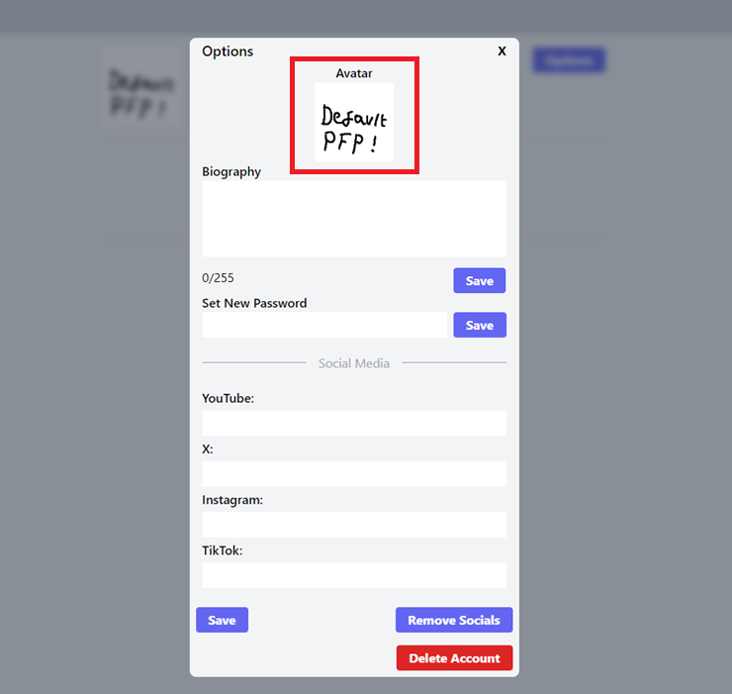 Options X
Avatar
Default
PFP!
Biography
0/255
Save
Set New Password
Save
Social Media
YouTube:
X:
Instagram:
TikTok:
Save
Remove Socials
Delete Account
Default
PFP!
Options